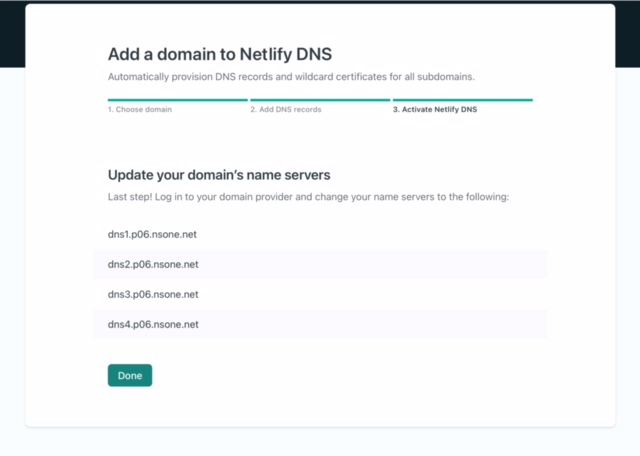 Add a domain to Netlify DNS
Automatically provision DNS records and wildcard certificates for all subdomains.
1. Choose domain
2. Add DNS records
3. Activate Netlify DNS
Update your domain’s name servers
Last step! Log in to your domain provider and change your name servers to the following:
dns1.p06.nsone.net
dns2.p06.nsone.net
dns3.p06.nsone.net
dns4.p06.nsone.net
Done